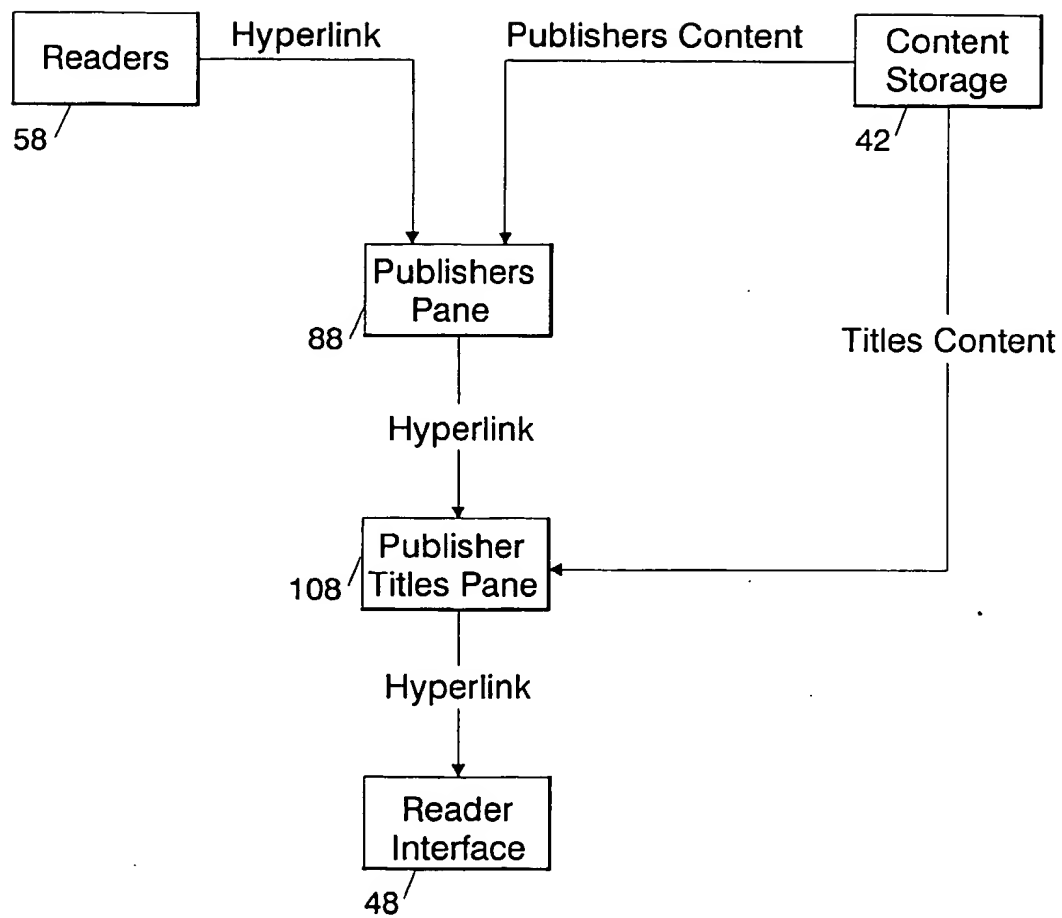 Readers
Hyperlink
Publishers Content
Content
Storage
58
42
Publishers
Pane
88
Titles Content
Hyperlink
Publisher
Titles Pane
108
Hyperlink
Reader
Interface
48